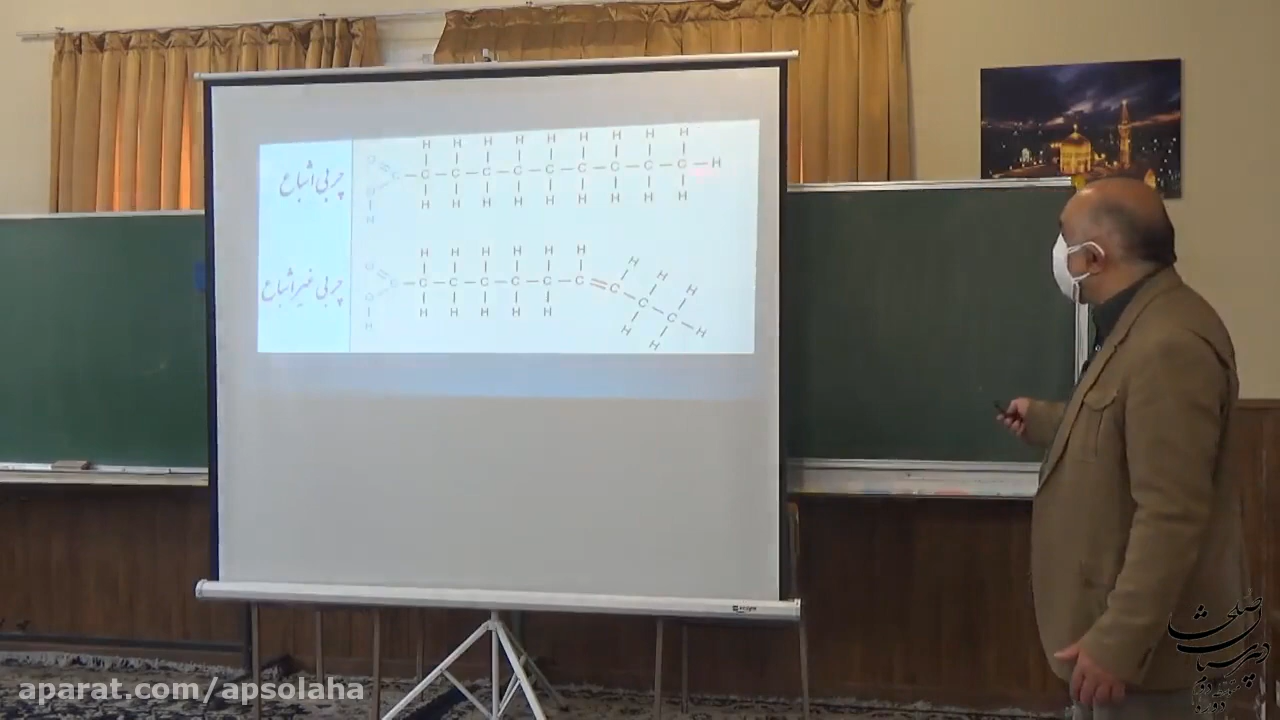 چربی اشباع
H H H H H H H H H
O
C C C C C C C C C C H
O
H H H H H H H H H H
چربی غیراشباع
H H H H H H
O
C C C C C C C C C C
H H H
O
H H H H H H H H H
H
aparat.com/apsolaha